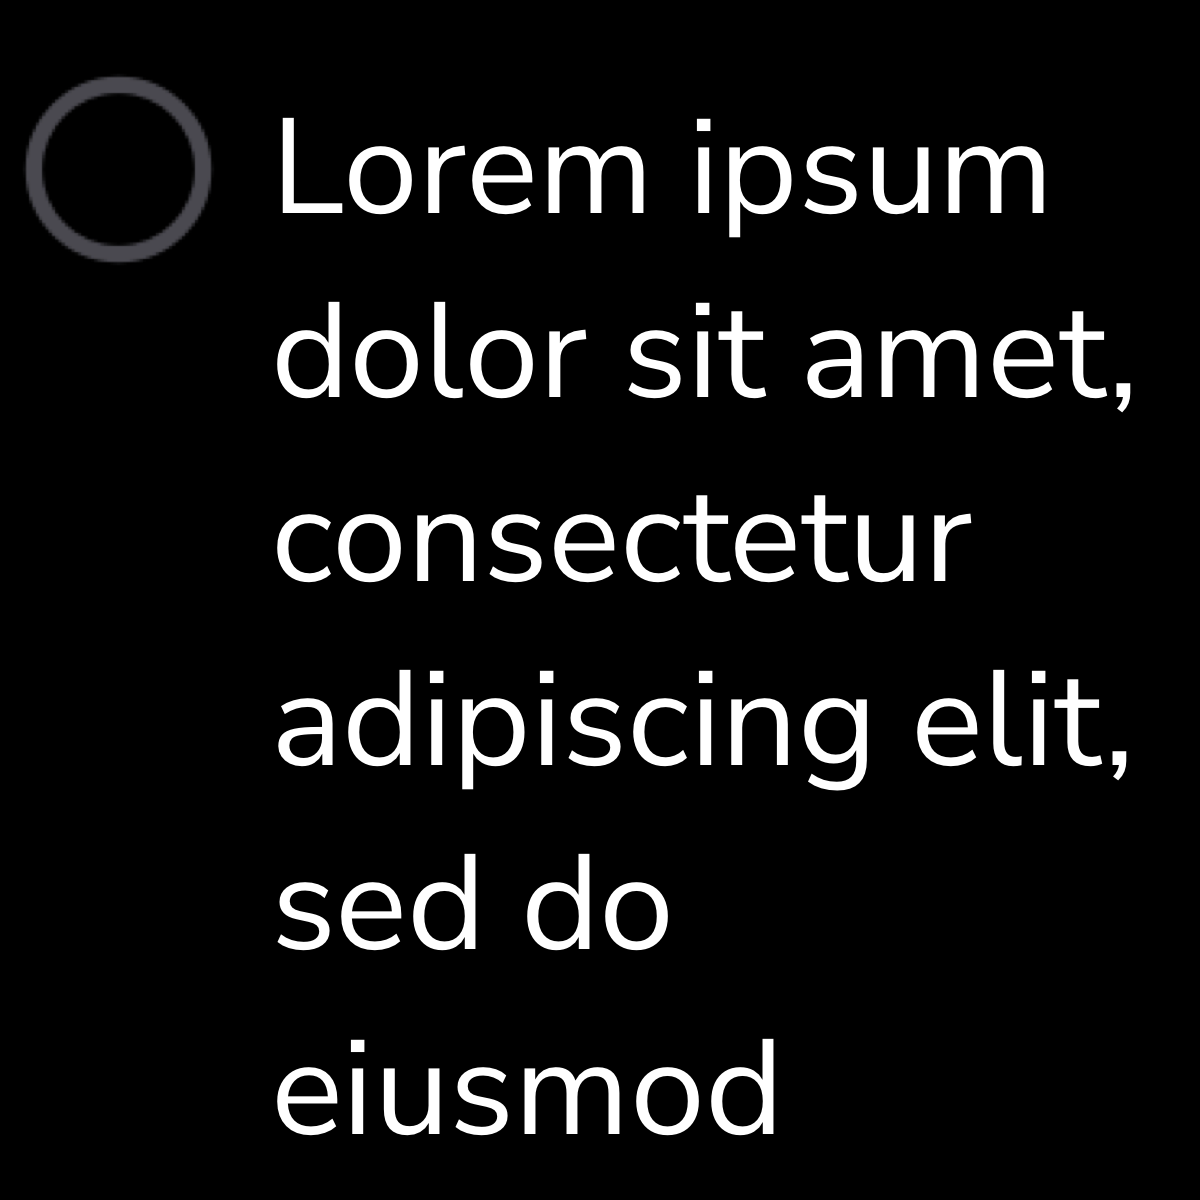 Lorem ipsum
dolor sit amet,
consectetur
adipiscing elit,
sed do
eiusmod